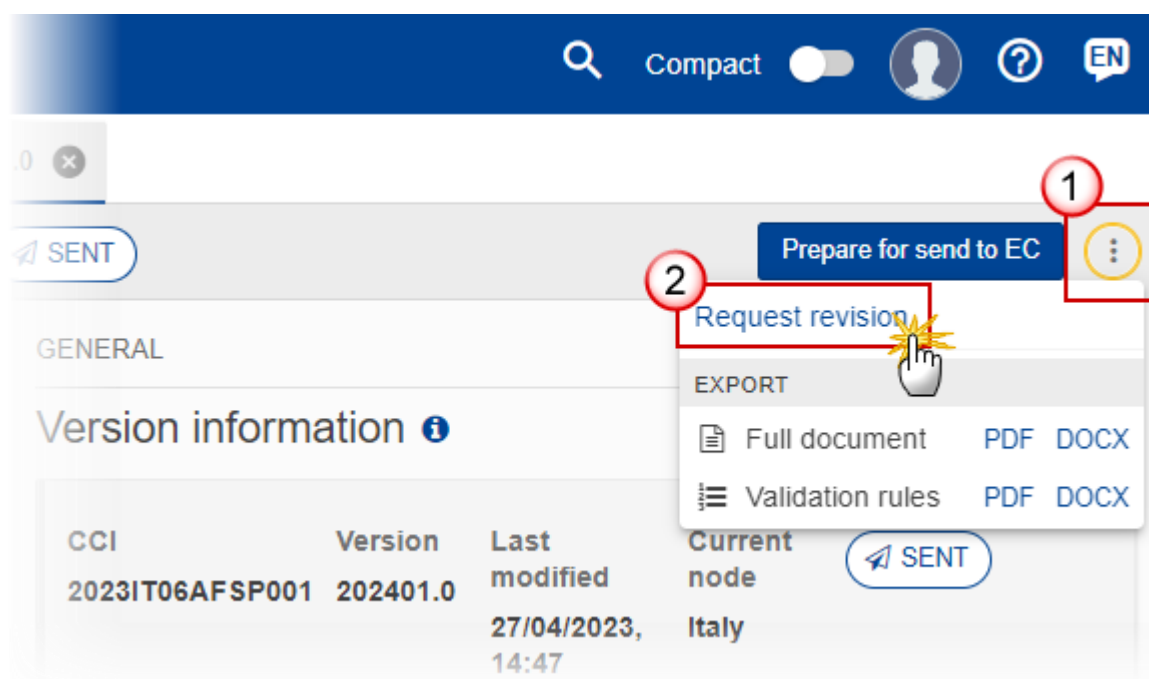 Compact EN
.0
1
SENT Prepare for send to EC
2
Request revision
GENERAL
EXPORT
Version information
Full document PDF DOCX
Validation rules PDF DOCX
CCI Version Last modified Current node SENT
2023IT06AFSP001 202401.0 27/04/2023, 14:47 Italy